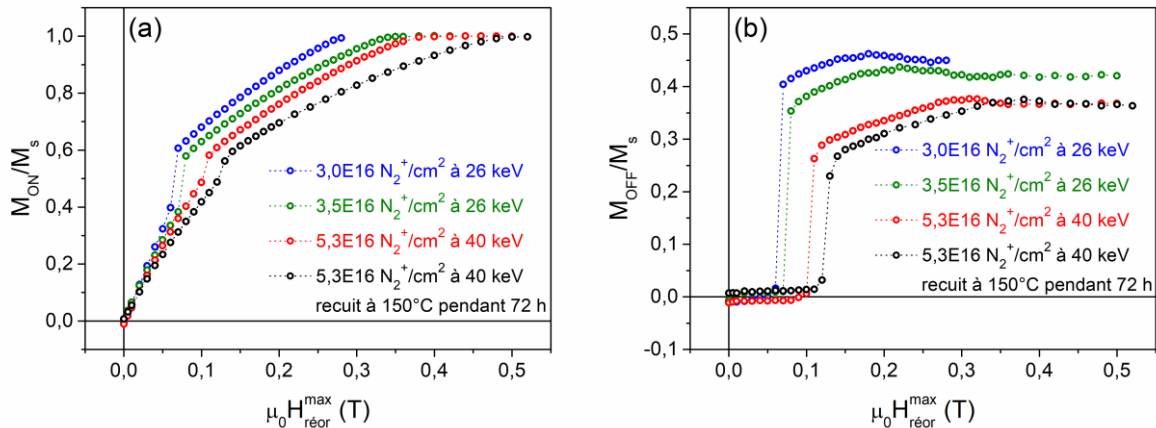 (a)
1,0
0,8
0,6
0,4
0,2
0,0
M_ON/M_s
3,0E16 N₂⁺/cm² à 26 keV
3,5E16 N₂⁺/cm² à 26 keV
5,3E16 N₂⁺/cm² à 40 keV
5,3E16 N₂⁺/cm² à 40 keV
recuit à 150°C pendant 72 h
0,0 0,1 0,2 0,3 0,4 0,5
μ₀H_réor^max (T)
(b)
0,5
0,4
0,3
0,2
0,1
0,0
-0,1
M_OFF/M_s
3,0E16 N₂⁺/cm² à 26 keV
3,5E16 N₂⁺/cm² à 26 keV
5,3E16 N₂⁺/cm² à 40 keV
5,3E16 N₂⁺/cm² à 40 keV
recuit à 150°C pendant 72 h
0,0 0,1 0,2 0,3 0,4 0,5
μ₀H_réor^max (T)